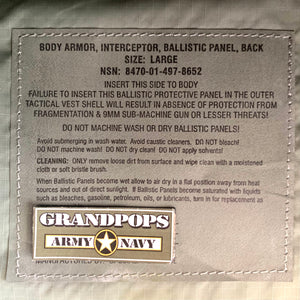 BODY ARMOR, INTERCEPTOR, BALLISTIC PANEL, BACK
SIZE: LARGE
NSN: 8470-01-497-8652
INSERT THIS SIDE TO BODY
FAILURE TO INSERT THIS BALLISTIC PROTECTIVE PANEL IN THE OUTER
TACTICAL VEST SHELL WILL RESULT IN ABSENCE OF PROTECTION FROM
FRAGMENTATION & 9MM SUB-MACHINE GUN OR LESSER THREATS!
DO NOT MACHINE WASH OR DRY BALLISTIC PANELS!
Avoid submerging in wash water. Avoid caustic cleaners. DO NOT bleach!
DO NOT machine wash! DO NOT dry clean! DO NOT apply solvents!
CLEANING: ONLY remove loose dirt from surface and wipe clean with a moistened
cloth or soft bristle brush.
When Ballistic Panels become wet allow to air dry in a flat position away from heat
sources and out of direct sunlight. If Ballistic Panels become saturated with liquids
such as bleaches, gasoline, petroleum, oils, or lubricants, turn in for replacement as
GRANDPOPS
ARMY NAVY